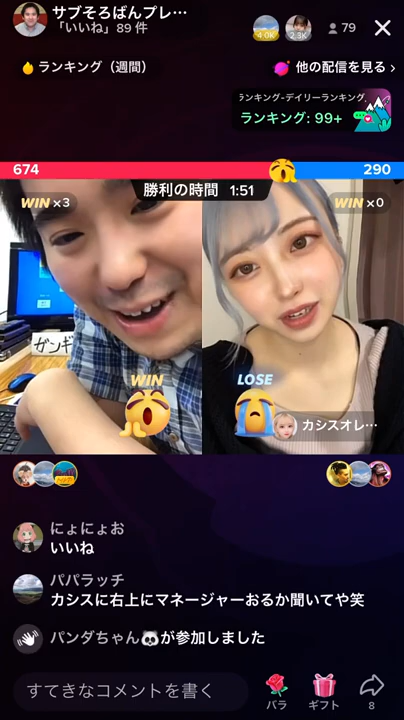 サブそろばんプレ…
「いいね」89 件
4.0K
2.3K
79
ランキング（週間）
他の配信を見る
ランキング-デイリーランキング
ランキング: 99+
674
290
勝利の時間 1:51
WIN x3
WIN x0
ガンギ
WIN
LOSE
カシスオレ…
にょにょお
いいね
パパラッチ
カシスに右上にマネージャーおるか聞いてや笑
パンダちゃん🐼が参加しました
すてきなコメントを書く
バラ
ギフト
8